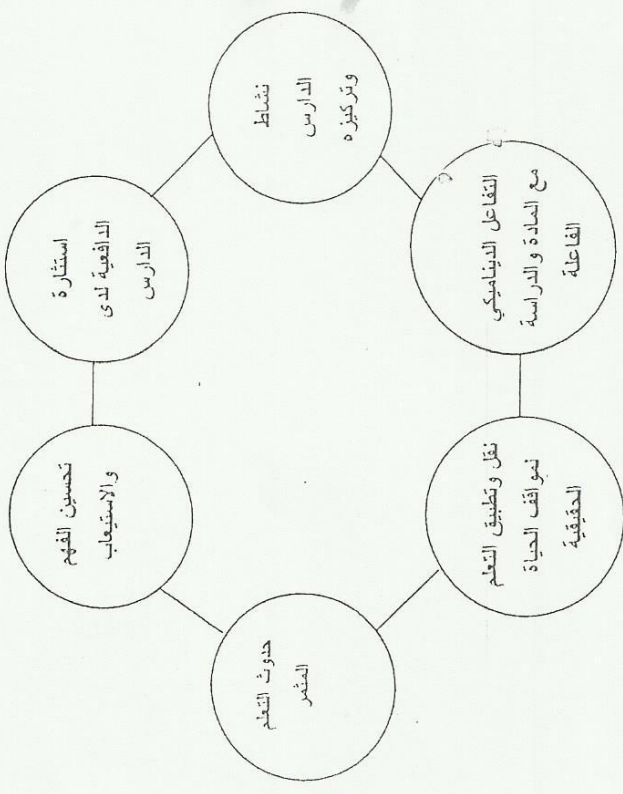 استثارة
الدافعية لدى
الدارس
تحسين الفهم
والاستيعاب
نشاط
الدارس
وتركيزه
حدوث التعلم
المثمر
التفاعل الديناميكي
مع المادة والدراسة
الفاعلة
نقل وتطبيق التعلم
لمواقف الحياة
الحقيقية